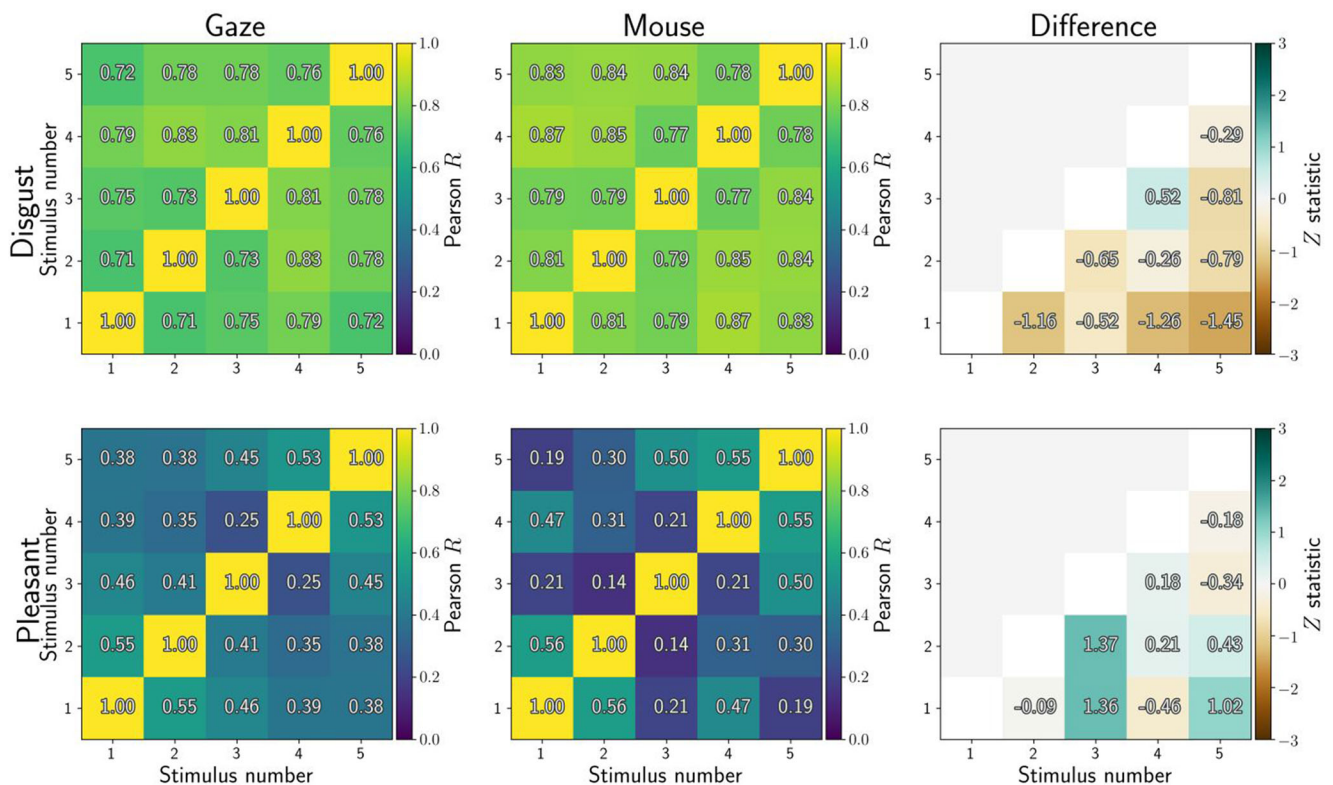 Gaze Mouse Difference
Disgust
Stimulus number
5 0.72 0.78 0.78 0.76 1.00
4 0.79 0.83 0.81 1.00 0.76
3 0.75 0.73 1.00 0.81 0.78
2 0.71 1.00 0.73 0.83 0.78
1 1.00 0.71 0.75 0.79 0.72
1 2 3 4 5
1.0
0.8
0.6
0.4
0.2
0.0
Pearson R
5 0.83 0.84 0.84 0.78 1.00
4 0.87 0.85 0.77 1.00 0.78
3 0.79 0.79 1.00 0.77 0.84
2 0.81 1.00 0.79 0.85 0.84
1 1.00 0.81 0.79 0.87 0.83
1 2 3 4 5
1.0
0.8
0.6
0.4
0.2
0.0
Pearson R
5
4 -0.29
3 0.52 -0.81
2 -0.65 -0.26 -0.79
1 -1.16 -0.52 -1.26 -1.45
1 2 3 4 5
3
2
1
0
−1
−2
−3
Z statistic
Pleasant
Stimulus number
5 0.38 0.38 0.45 0.53 1.00
4 0.39 0.35 0.25 1.00 0.53
3 0.46 0.41 1.00 0.25 0.45
2 0.55 1.00 0.41 0.35 0.38
1 1.00 0.55 0.46 0.39 0.38
1 2 3 4 5
Stimulus number
1.0
0.8
0.6
0.4
0.2
0.0
Pearson R
5 0.19 0.30 0.50 0.55 1.00
4 0.47 0.31 0.21 1.00 0.55
3 0.21 0.14 1.00 0.21 0.50
2 0.56 1.00 0.14 0.31 0.30
1 1.00 0.56 0.21 0.47 0.19
1 2 3 4 5
Stimulus number
1.0
0.8
0.6
0.4
0.2
0.0
Pearson R
5
4 -0.18
3 0.18 -0.34
2 1.37 0.21 0.43
1 -0.09 1.36 -0.46 1.02
1 2 3 4 5
Stimulus number
3
2
1
0
−1
−2
−3
Z statistic